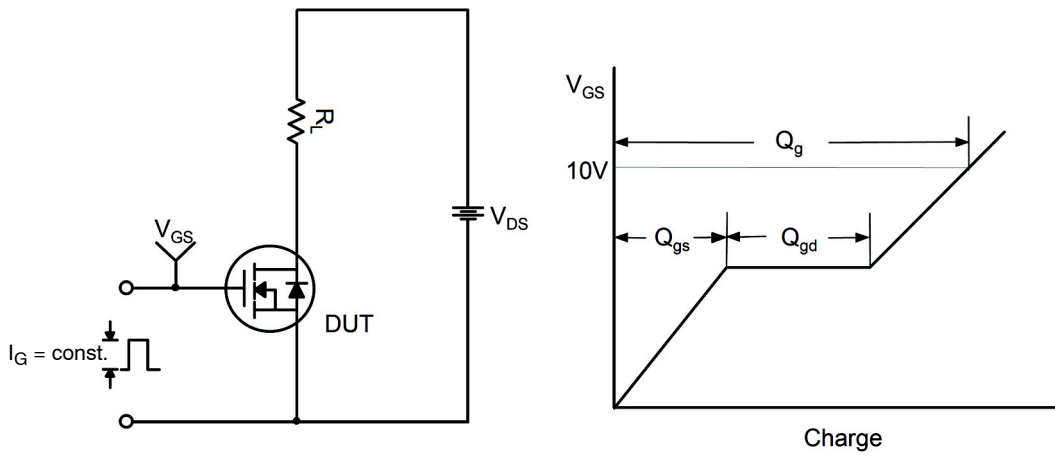 R_L
V_GS
V_DS
DUT
I_G = const.
V_GS
Q_g
10V
Q_gs
Q_gd
Charge